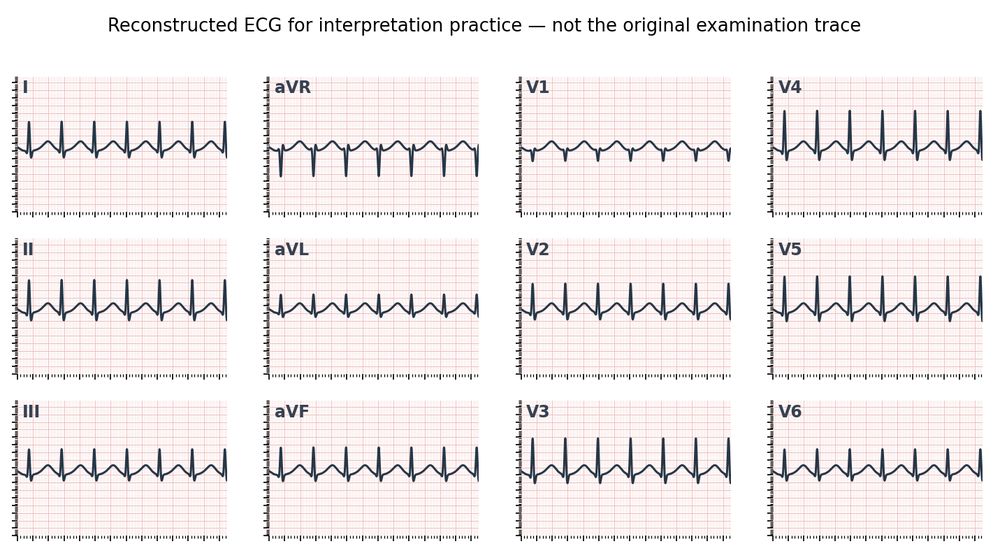 Reconstructed ECG for interpretation practice — not the original examination trace
I
aVR
V1
V4
II
aVL
V2
V5
III
aVF
V3
V6